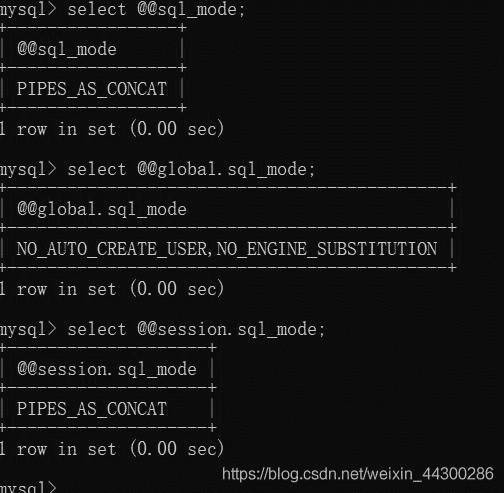 mysql> select @@sql_mode;
+-----------------+
| @@sql_mode      |
+-----------------+
| PIPES_AS_CONCAT |
+-----------------+
1 row in set (0.00 sec)
mysql> select @@global.sql_mode;
+-------------------------------------------+
| @@global.sql_mode                         |
+-------------------------------------------+
| NO_AUTO_CREATE_USER,NO_ENGINE_SUBSTITUTION |
+-------------------------------------------+
1 row in set (0.00 sec)
mysql> select @@session.sql_mode;
+--------------------+
| @@session.sql_mode |
+--------------------+
| PIPES_AS_CONCAT    |
+--------------------+
1 row in set (0.00 sec)
https://blog.csdn.net/weixin_44300286
mysql>